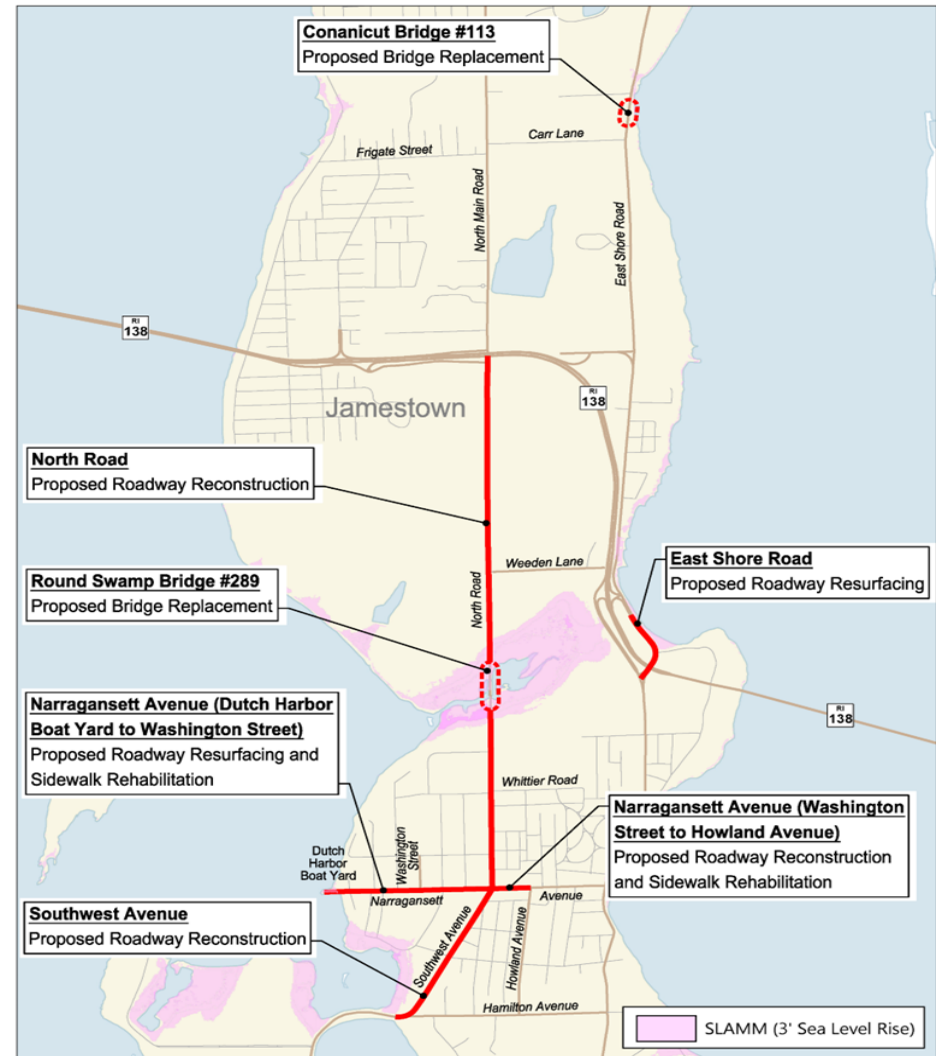 Conanicut Bridge #113
Proposed Bridge Replacement
Carr Lane
Frigate Street
North Main Road
East Shore Road
RI
138
RI
138
Jamestown
North Road
Proposed Roadway Reconstruction
Weeden Lane
East Shore Road
Proposed Roadway Resurfacing
Round Swamp Bridge #289
Proposed Bridge Replacement
North Road
Narragansett Avenue (Dutch Harbor
Boat Yard to Washington Street)
Proposed Roadway Resurfacing and
Sidewalk Rehabilitation
RI
138
Whittier Road
Narragansett Avenue (Washington
Street to Howland Avenue)
Proposed Roadway Reconstruction
and Sidewalk Rehabilitation
Washington
Street
Dutch
Harbor
Boat Yard
Narragansett
Avenue
Southwest Avenue
Proposed Roadway Reconstruction
Southwest Avenue
Howland Avenue
Hamilton Avenue
SLAMM (3' Sea Level Rise)